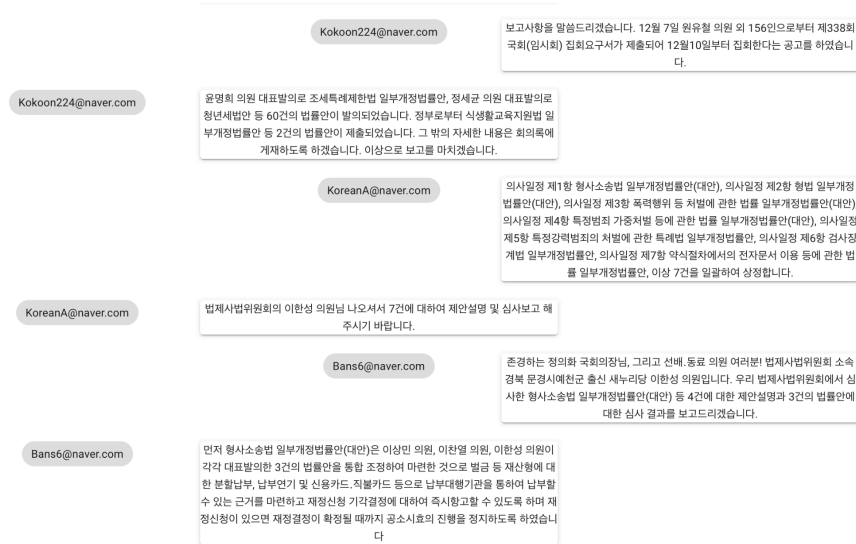 Kokoon224@naver.com
보고사항을 말씀드리겠습니다. 12월 7일 원유철 의원 외 156인으로부터 제338회
국회(임시회) 집회요구서가 제출되어 12월10일부터 집회한다는 공고를 하였습니
다.
Kokoon224@naver.com
윤명희 의원 대표발의로 조세특례제한법 일부개정법률안, 정세균 의원 대표발의로
청년세법안 등 60건의 법률안이 발의되었습니다. 정부로부터 식생활교육지원법 일
부개정법률안 등 2건의 법률안이 제출되었습니다. 그 밖의 자세한 내용은 회의록에
게재하도록 하겠습니다. 이상으로 보고를 마치겠습니다.
KoreanA@naver.com
의사일정 제1항 형사소송법 일부개정법률안(대안), 의사일정 제2항 형법 일부개정
법률안(대안), 의사일정 제3항 폭력행위 등 처벌에 관한 법률 일부개정법률안(대안)
의사일정 제4항 특정범죄 가중처벌 등에 관한 법률 일부개정법률안(대안), 의사일정
제5항 특정강력범죄의 처벌에 관한 특례법 일부개정법률안, 의사일정 제6항 검사징
계법 일부개정법률안, 의사일정 제7항 약식절차에서의 전자문서 이용 등에 관한 법
률 일부개정법률안, 이상 7건을 일괄하여 상정합니다.
KoreanA@naver.com
법제사법위원회의 이한성 의원님 나오셔서 7건에 대하여 제안설명 및 심사보고 해
주시기 바랍니다.
Bans6@naver.com
존경하는 정의화 국회의장님, 그리고 선배.동료 의원 여러분! 법제사법위원회 소속
경북 문경시예천군 출신 새누리당 이한성 의원입니다. 우리 법제사법위원회에서 심
사한 형사소송법 일부개정법률안(대안) 등 4건에 대한 제안설명과 3건의 법률안에
대한 심사 결과를 보고드리겠습니다.
Bans6@naver.com
먼저 형사소송법 일부개정법률안(대안)은 이상민 의원, 이찬열 의원, 이한성 의원이
각각 대표발의한 3건의 법률안을 통합 조정하여 마련한 것으로 벌금 등 재산형에 대
한 분할납부, 납부연기 및 신용카드.직불카드 등으로 납부대행기관을 통하여 납부할
수 있는 근거를 마련하고 재정신청 기각결정에 대하여 즉시항고할 수 있도록 하며 재
정신청이 있으면 재정결정이 확정될 때까지 공소시효의 진행을 정지하도록 하였습니
다